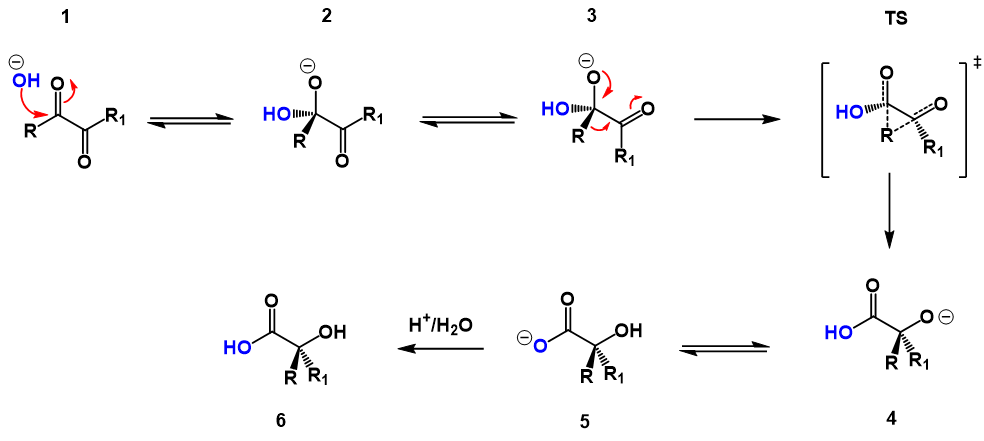 1
2
3
TS
⊖
OH
O
R
R₁
O
⊖
O
HO
R
R₁
O
⊖
O
HO
O
R
R₁
‡
O
O
HO
R
R₁
O
OH
HO
R
R₁
H⁺/H₂O
O
⊖
O
OH
R
R₁
O
O ⊖
HO
R
R₁
6
5
4